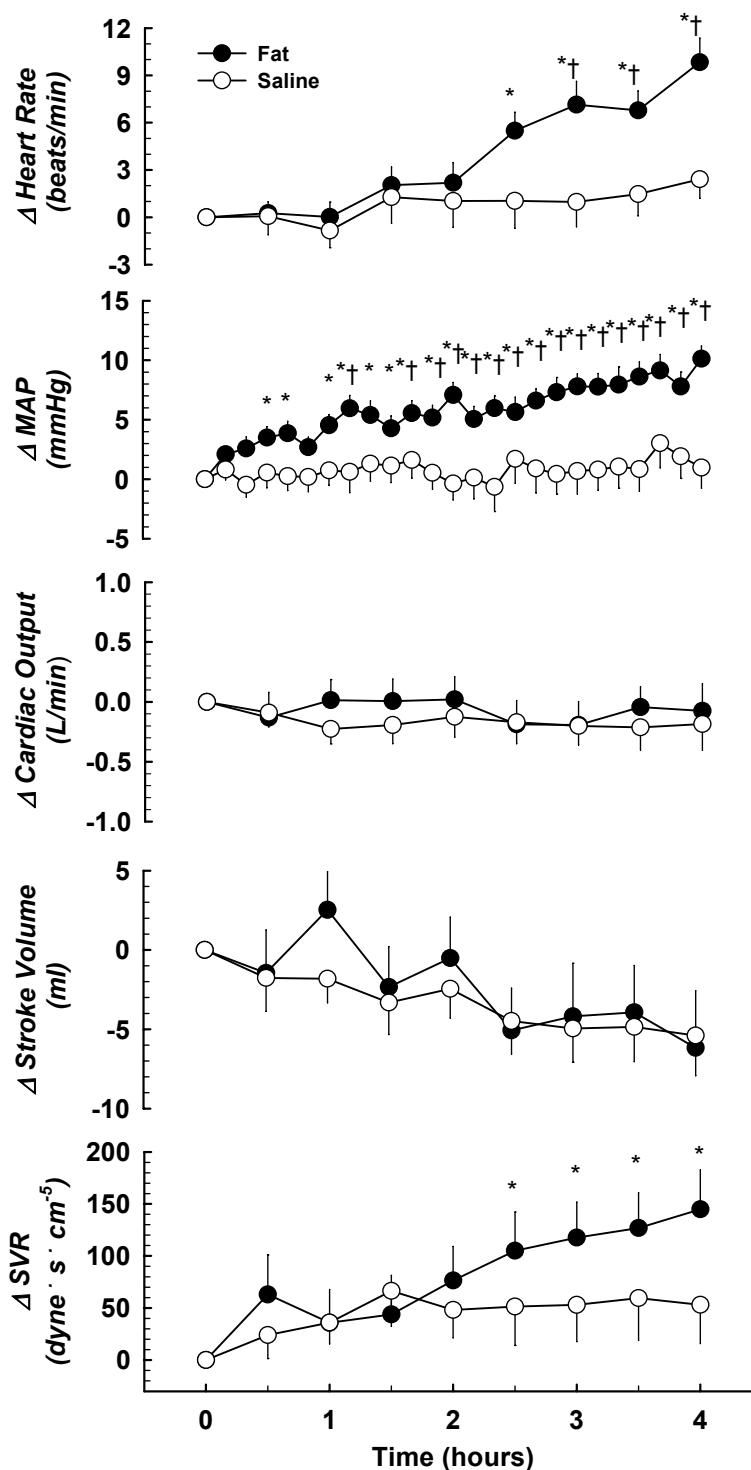 12
Fat
Saline
*
*†
*†
*†
9
6
3
0
-3
Δ Heart Rate
(beats/min)
15
10
5
0
-5
* * * *† * * *† *† *† *† *† *† *† *† *† *† *† *† *† *† *†
Δ MAP
(mmHg)
1.0
0.5
0.0
-0.5
-1.0
Δ Cardiac Output
(L/min)
5
0
-5
-10
Δ Stroke Volume
(ml)
200
150
100
50
0
* * * *
Δ SVR
(dyne · s · cm-5)
0 1 2 3 4
Time (hours)